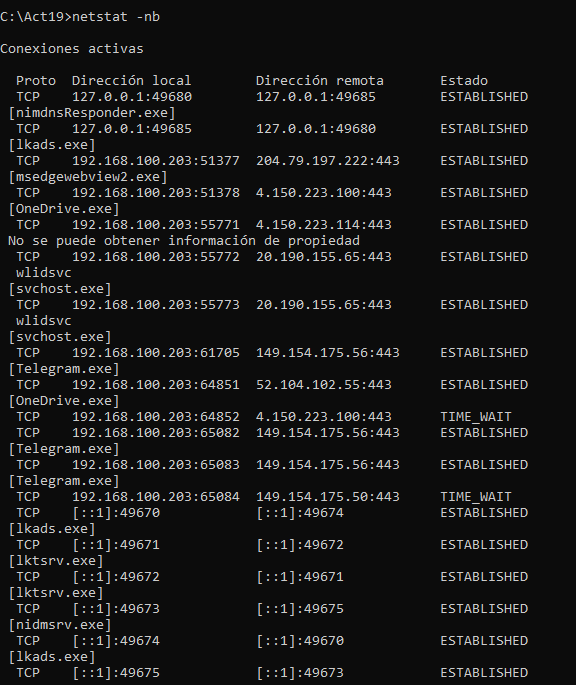 C:\Act19>netstat -nb
Conexiones activas
Proto Dirección local Dirección remota Estado
TCP 127.0.0.1:49680 127.0.0.1:49685 ESTABLISHED
[nimdnsResponder.exe]
TCP 127.0.0.1:49685 127.0.0.1:49680 ESTABLISHED
[lkads.exe]
TCP 192.168.100.203:51377 204.79.197.222:443 ESTABLISHED
[msedgewebview2.exe]
TCP 192.168.100.203:51378 4.150.223.100:443 ESTABLISHED
[OneDrive.exe]
TCP 192.168.100.203:55771 4.150.223.114:443 ESTABLISHED
No se puede obtener información de propiedad
TCP 192.168.100.203:55772 20.190.155.65:443 ESTABLISHED
wlidsvc
[svchost.exe]
TCP 192.168.100.203:55773 20.190.155.65:443 ESTABLISHED
wlidsvc
[svchost.exe]
TCP 192.168.100.203:61705 149.154.175.56:443 ESTABLISHED
[Telegram.exe]
TCP 192.168.100.203:64851 52.104.102.55:443 ESTABLISHED
[OneDrive.exe]
TCP 192.168.100.203:64852 4.150.223.100:443 TIME_WAIT
TCP 192.168.100.203:65082 149.154.175.56:443 ESTABLISHED
[Telegram.exe]
TCP 192.168.100.203:65083 149.154.175.56:443 ESTABLISHED
[Telegram.exe]
TCP 192.168.100.203:65084 149.154.175.50:443 TIME_WAIT
TCP [::1]:49670 [::1]:49674 ESTABLISHED
[lkads.exe]
TCP [::1]:49671 [::1]:49672 ESTABLISHED
[lktsrv.exe]
TCP [::1]:49672 [::1]:49671 ESTABLISHED
[lktsrv.exe]
TCP [::1]:49673 [::1]:49675 ESTABLISHED
[nidmsrv.exe]
TCP [::1]:49674 [::1]:49670 ESTABLISHED
[lkads.exe]
TCP [::1]:49675 [::1]:49673 ESTABLISHED